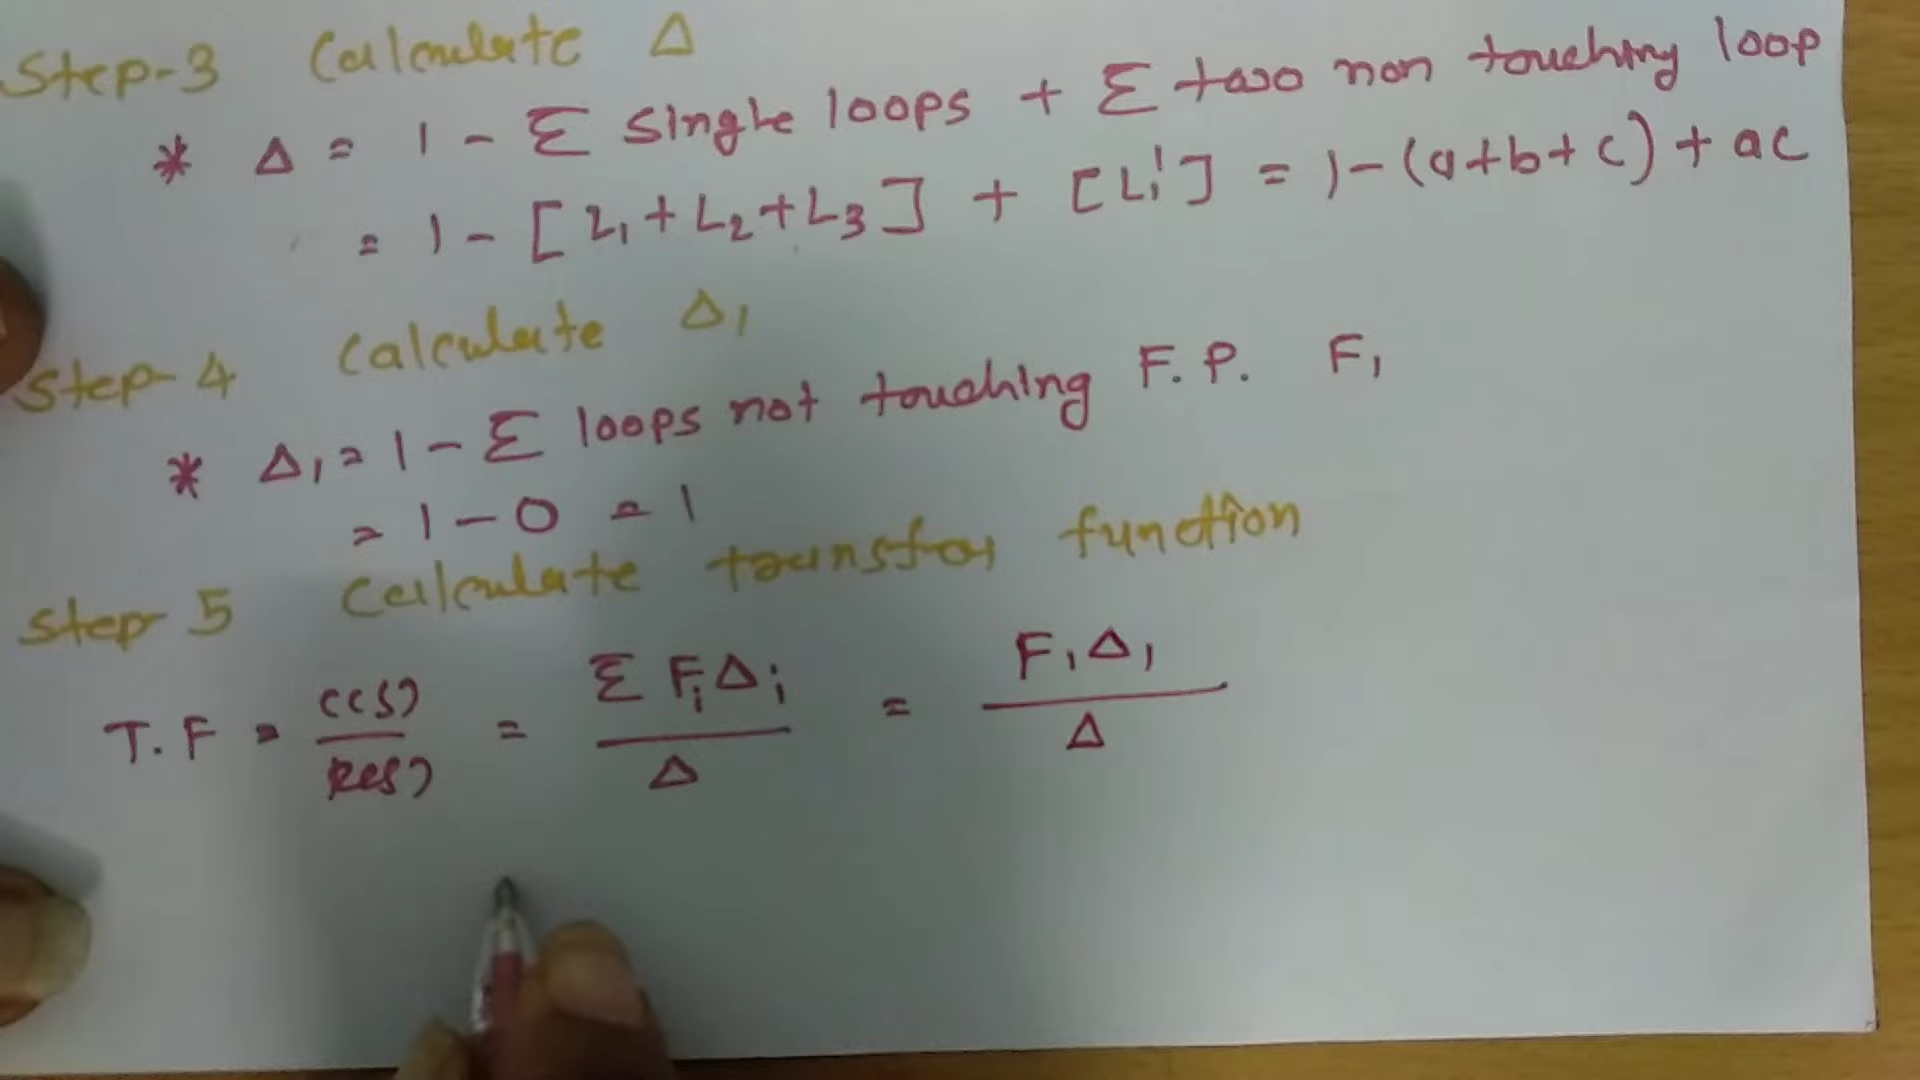 Step-3 Calculate Δ
* Δ = 1 - Σ single loops + Σ two non touching loop
= 1 - [L₁+L₂+L₃] + [L₁'] = 1-(a+b+c)+ac
Step-4 Calculate Δ₁
* Δ₁ = 1 - Σ loops not touching F.P. F₁
= 1 - 0 = 1
Step-5 Calculate transfer function
T.F = C(S)/R(S) = Σ FᵢΔᵢ/Δ = F₁Δ₁/Δ